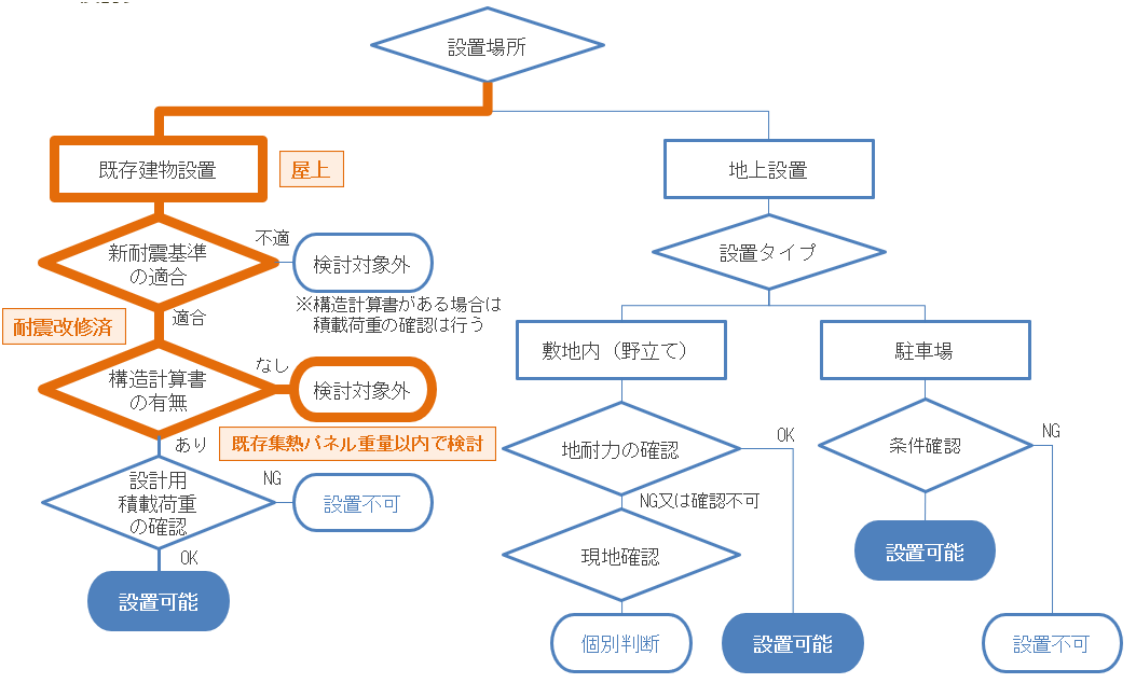 設置場所
既存建物設置
屋上
地上設置
新耐震基準
の適合
不適
検討対象外
※構造計算書がある場合は
積載荷重の確認は行う
設置タイプ
耐震改修済
適合
敷地内（野立て）
駐車場
構造計算書
の有無
なし
検討対象外
あり
既存集熱パネル重量以内で検討
地耐力の確認
OK
条件確認
NG
設計用
積載荷重
の確認
NG
設置不可
NG又は確認不可
OK
現地確認
設置可能
設置可能
個別判断
設置可能
設置不可